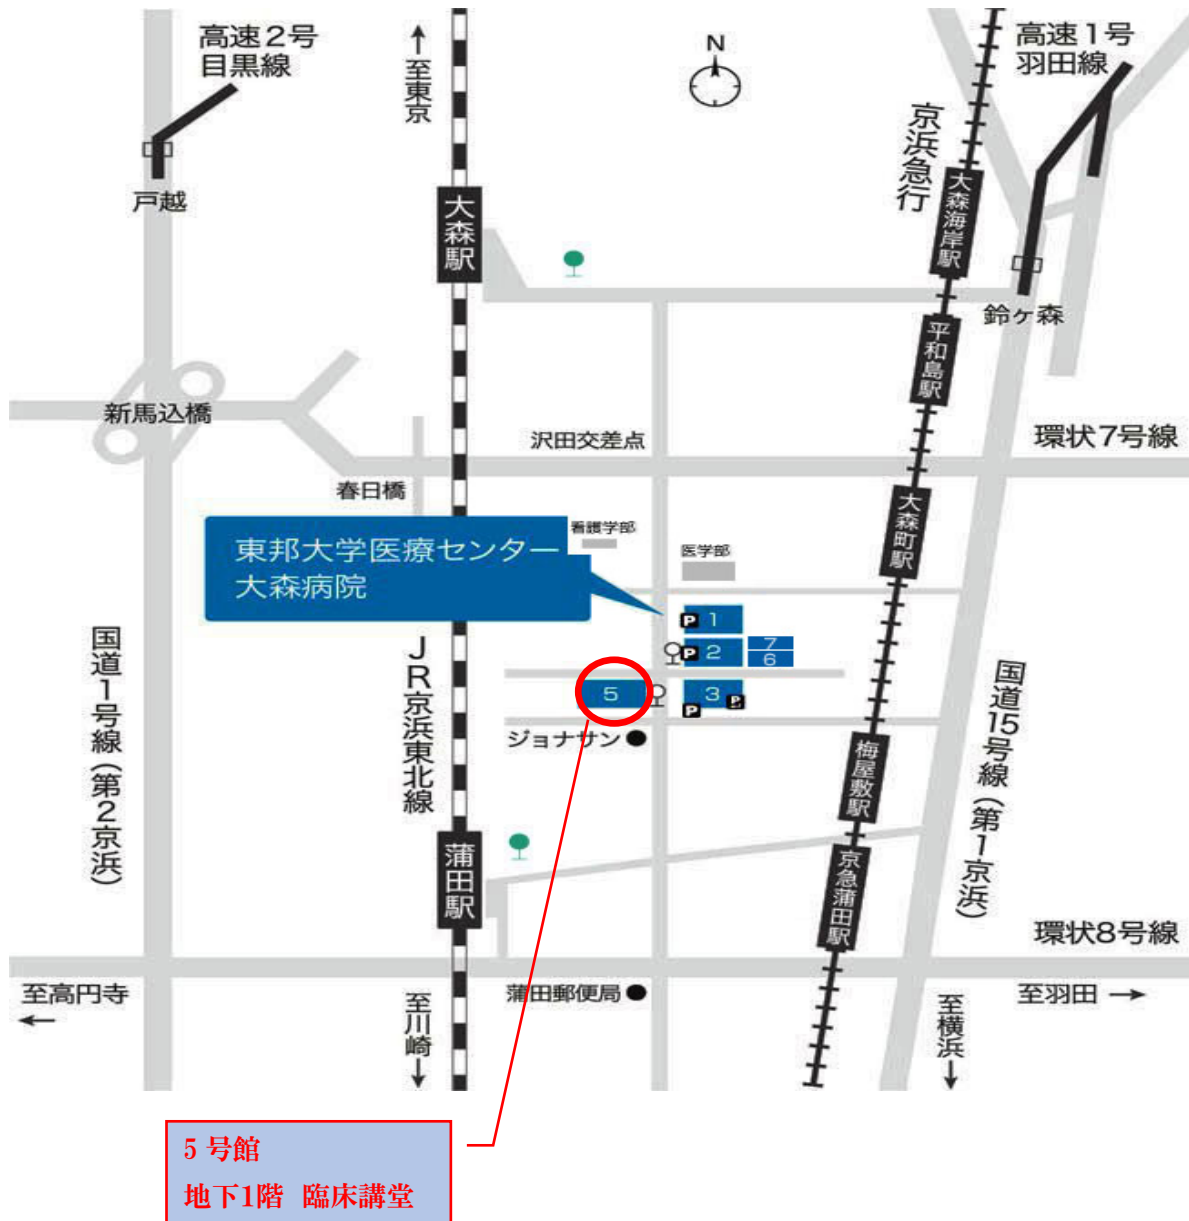 高速2号
目黒線
↑至東京
N
高速1号
羽田線
京浜急行
戸越
大森駅
大森海岸駅
鈴ヶ森
平和島駅
新馬込橋
沢田交差点
環状7号線
春日橋
大森町駅
看護学部
医学部
東邦大学医療センター
大森病院
P 1
P 2
7
6
5
3
P
P
国道1号線(第2京浜)
JR京浜東北線
国道15号線(第1京浜)
ジョナサン●
梅屋敷駅
蒲田駅
京急蒲田駅
環状8号線
至高円寺
←
至川崎↓
蒲田郵便局●
至横浜↓
至羽田 →
5号館
地下1階 臨床講堂